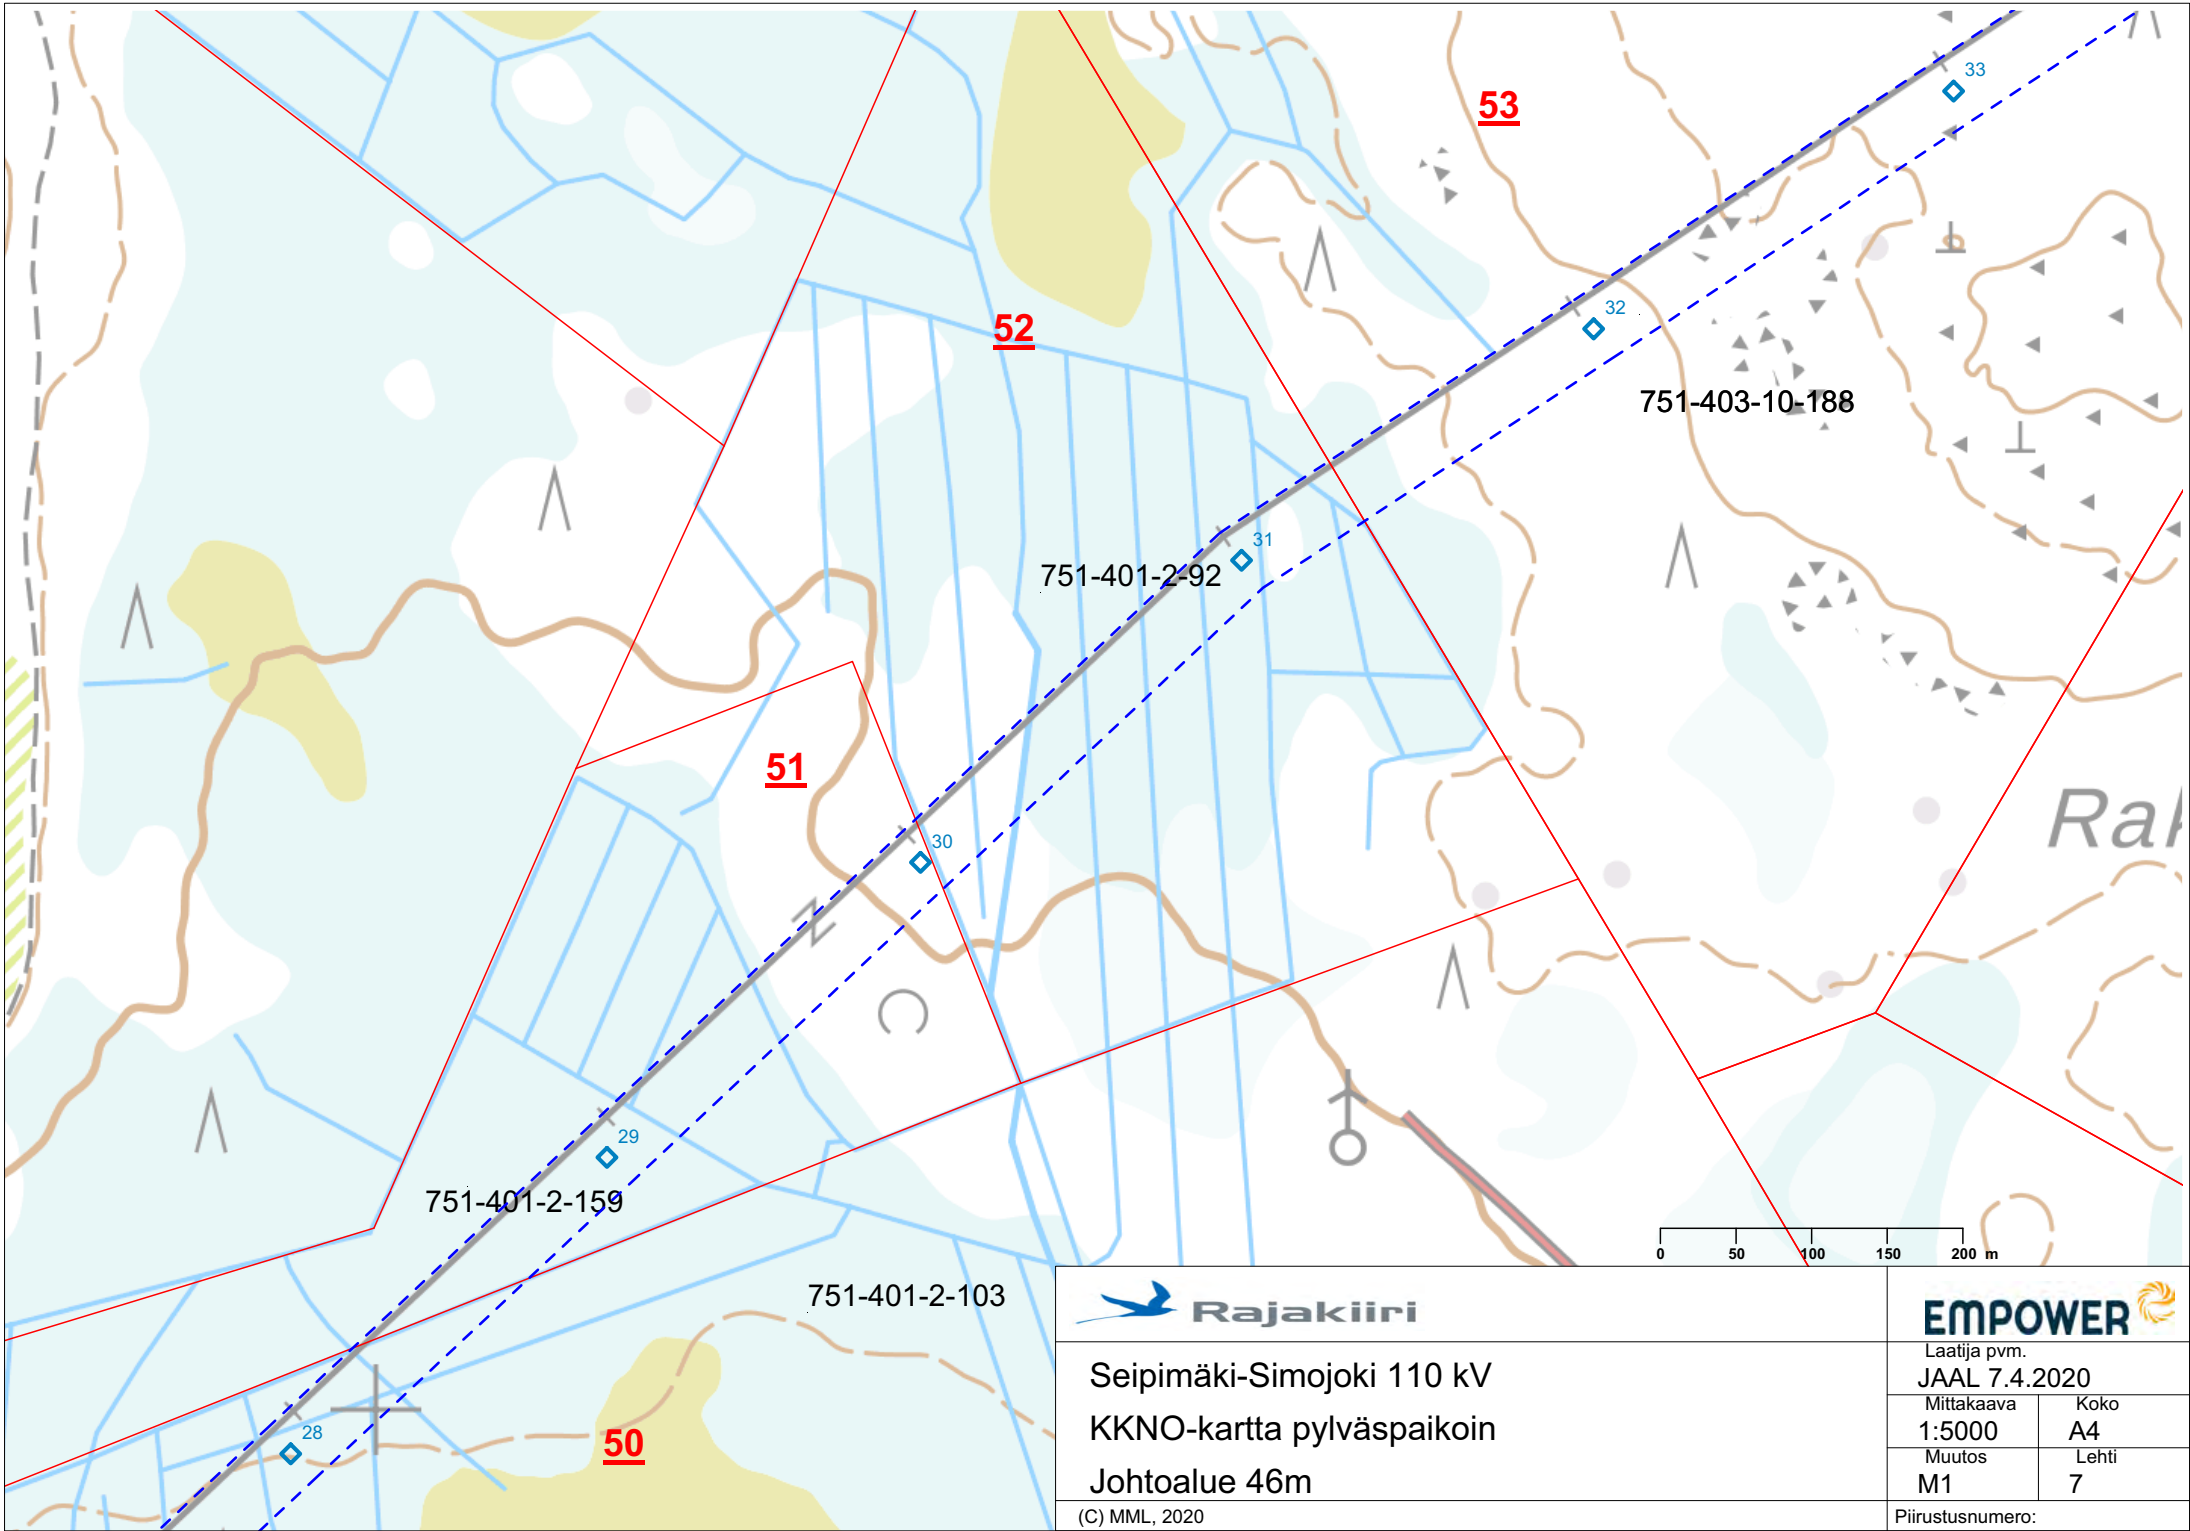 33
53
32
52
751-403-10-188
31
751-401-2-92
51
Rak
30
29
751-401-2-159
0 50 100 150 200 m
751-401-2-103
28
50
Rajakiiri
EMPOWER
Seipimäki-Simojoki 110 kV
KKNO-kartta pylväspaikoin
Johtoalue 46m
(C) MML, 2020
Laatija pvm.
JAAL 7.4.2020
Mittakaava Koko
1:5000 A4
Muutos Lehti
M1 7
Piirustusnumero: